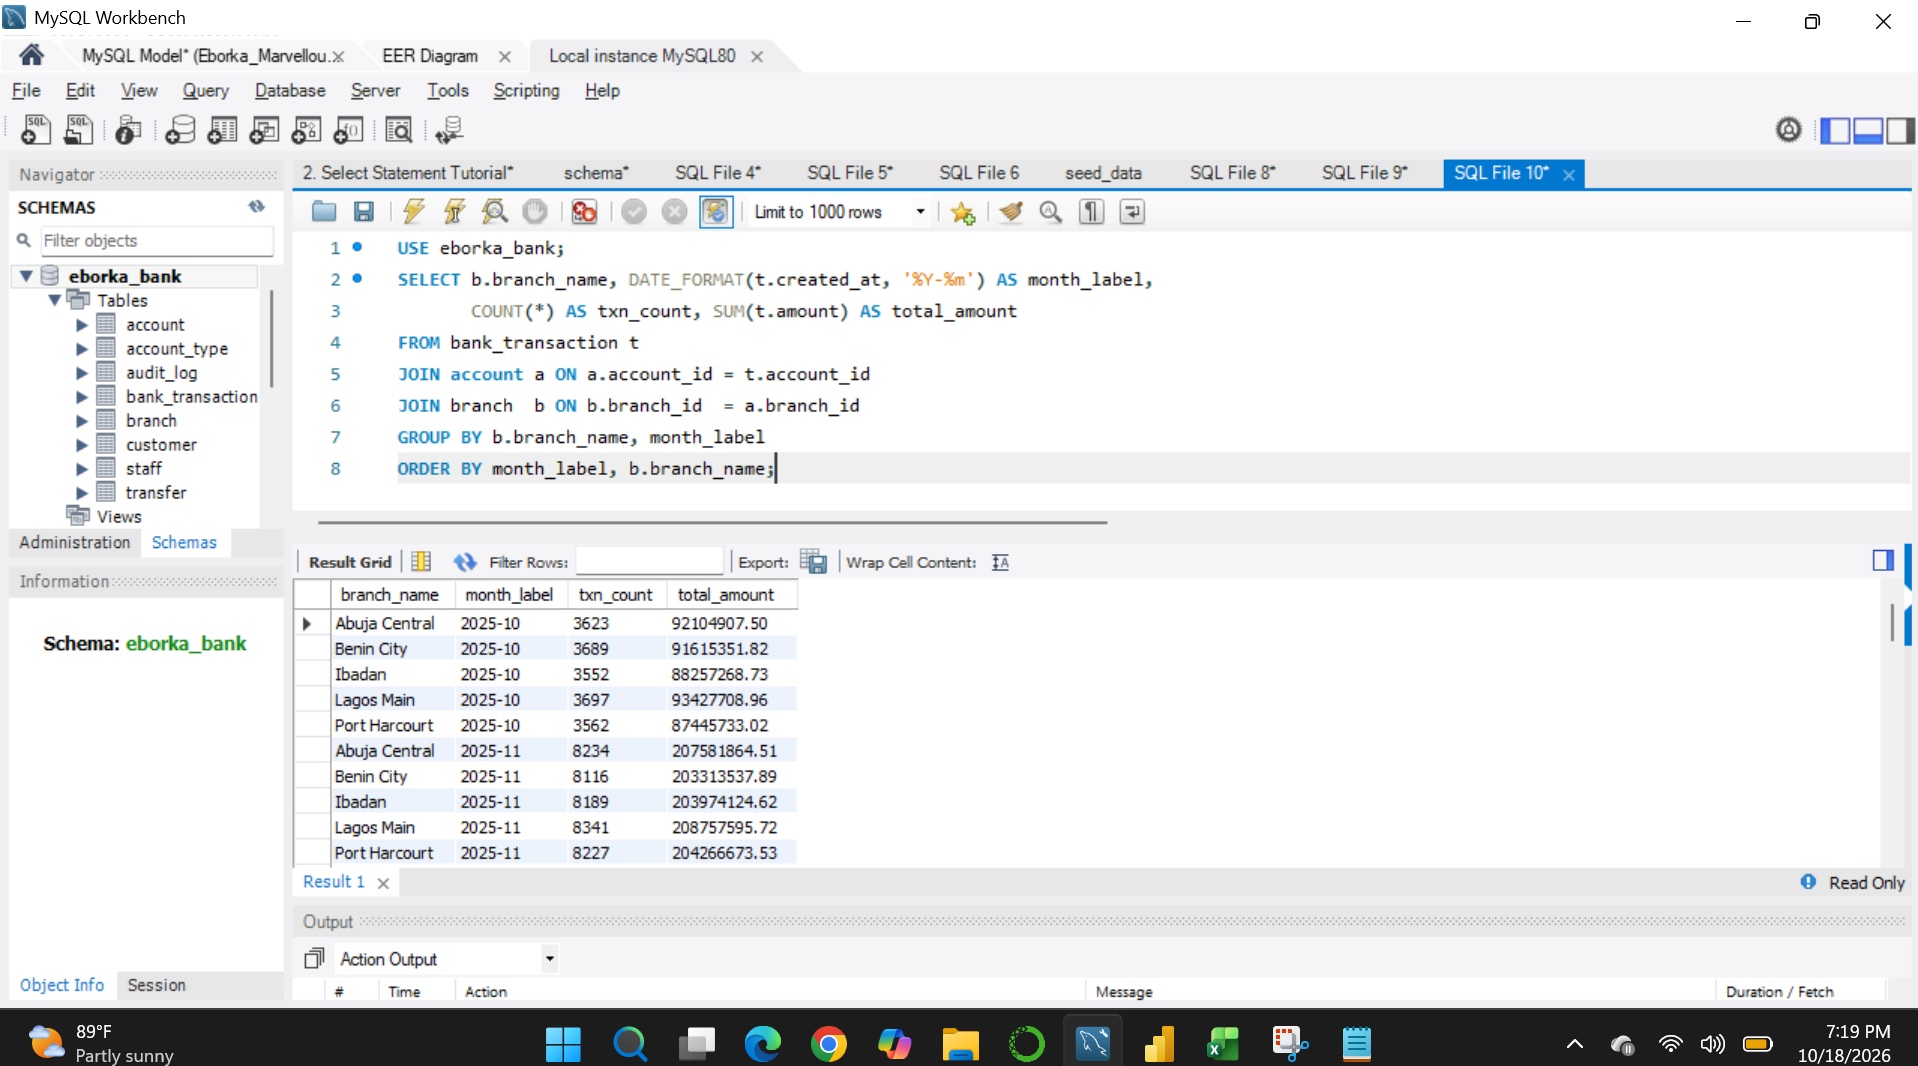 MySQL Workbench
MySQL Model* (Eborka_Marvellou.x
EER Diagram
Local instance MySQL80
File Edit View Query Database Server Tools Scripting Help
Navigator
2. Select Statement Tutorial* schema* SQL File 4* SQL File 5* SQL File 6 seed_data SQL File 8* SQL File 9* SQL File 10*
SCHEMAS
Limit to 1000 rows
Filter objects
eborka_bank
Tables
account
account_type
audit_log
bank_transaction
branch
customer
staff
transfer
Views
Administration Schemas
Information
Schema: eborka_bank
Object Info Session
1 USE eborka_bank;
2 SELECT b.branch_name, DATE_FORMAT(t.created_at, '%Y-%m') AS month_label,
3 COUNT(*) AS txn_count, SUM(t.amount) AS total_amount
4 FROM bank_transaction t
5 JOIN account a ON a.account_id = t.account_id
6 JOIN branch  b ON b.branch_id  = a.branch_id
7 GROUP BY b.branch_name, month_label
8 ORDER BY month_label, b.branch_name;
Result Grid Filter Rows: Export: Wrap Cell Content:
branch_name month_label txn_count total_amount
Abuja Central 2025-10 3623 92104907.50
Benin City 2025-10 3689 91615351.82
Ibadan 2025-10 3552 88257268.73
Lagos Main 2025-10 3697 93427708.96
Port Harcourt 2025-10 3562 87445733.02
Abuja Central 2025-11 8234 207581864.51
Benin City 2025-11 8116 203313537.89
Ibadan 2025-11 8189 203974124.62
Lagos Main 2025-11 8341 208757595.72
Port Harcourt 2025-11 8227 204266673.53
Result 1
Read Only
Output
Action Output
# Time Action Message Duration / Fetch
89°F
Partly sunny
7:19 PM
10/18/2026